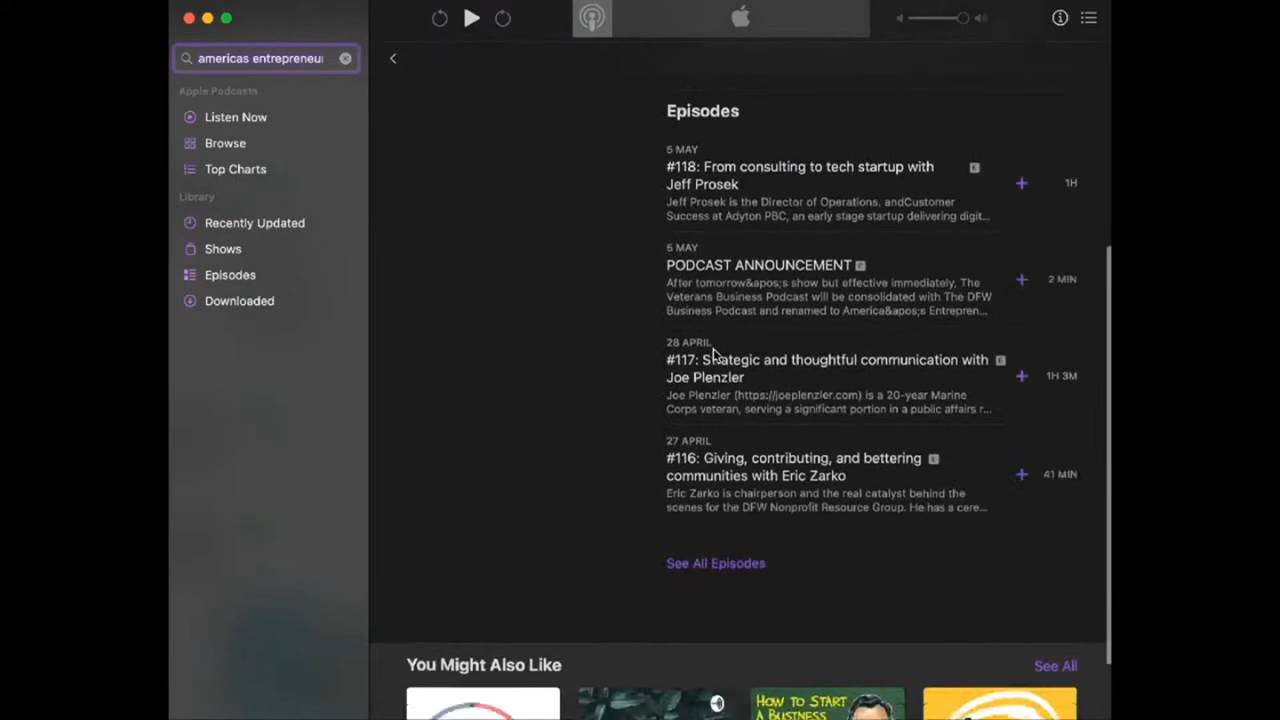 americas entrepreneur
Apple Podcasts
Listen Now
Browse
Top Charts
Library
Recently Updated
Shows
Episodes
Downloaded
Episodes
5 MAY
#118: From consulting to tech startup with E
Jeff Prosek
Jeff Prosek is the Director of Operations. andCustomer
Success at Adyton PBC, an early stage startup delivering digit...
1H
5 MAY
PODCAST ANNOUNCEMENT E
After tomorrow&apos;s show but effective immediately, The
Veterans Business Podcast will be consolidated with The DFW
Business Podcast and renamed to America&apos;s Entrepren...
2 MIN
28 APRIL
#117: Strategic and thoughtful communication with E
Joe Plenzler
Joe Plenzler (https://joeplenzler.com) is a 20-year Marine
Corps veteran, serving a significant portion in a public affairs r...
1H 3M
27 APRIL
#116: Giving, contributing, and bettering E
communities with Eric Zarko
Eric Zarko is chairperson and the real catalyst behind the
scenes for the DFW Nonprofit Resource Group. He has a cere...
41 MIN
See All Episodes
You Might Also Like
See All
HOW TO START
A BUSINESS